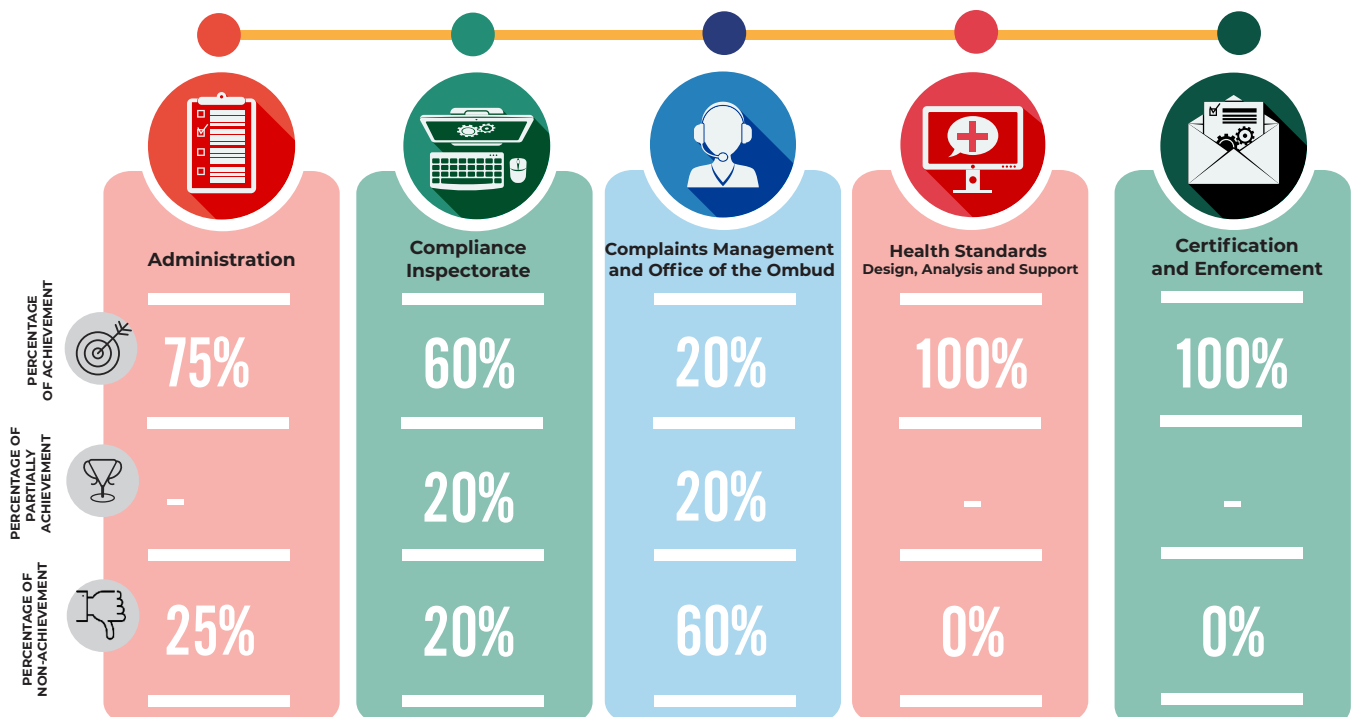 Administration
Compliance
Inspectorate
Complaints Management
and Office of the Ombud
Health Standards
Design, Analysis and Support
Certification
and Enforcement
PERCENTAGE
OF ACHIEVEMENT
75%
60%
20%
100%
100%
PERCENTAGE OF
PARTIALLY
ACHIEVEMENT
-
20%
20%
-
-
PERCENTAGE OF
NON-ACHIEVEMENT
25%
20%
60%
0%
0%